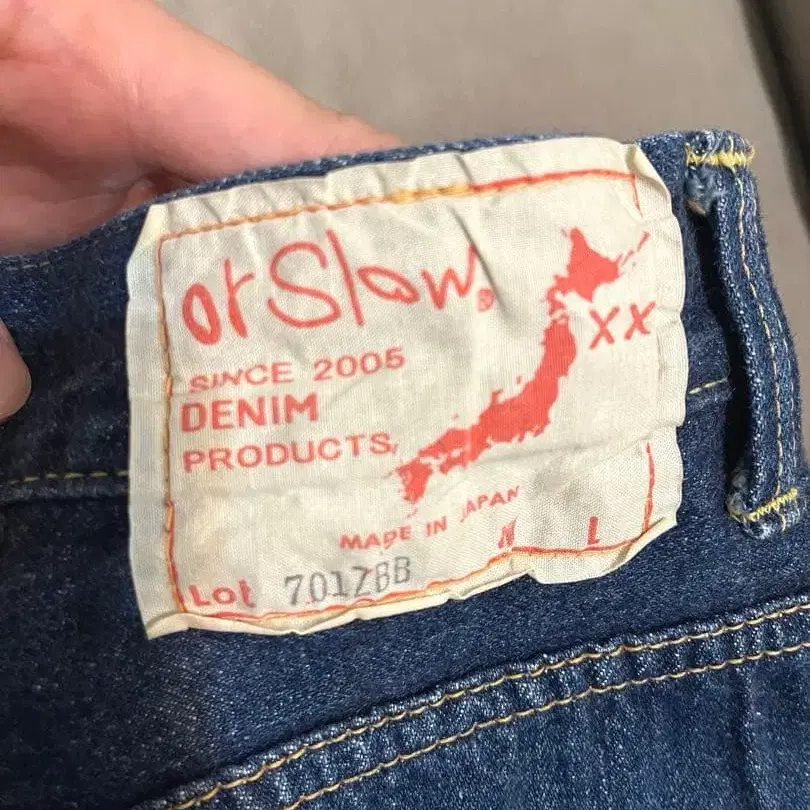 orSlow®
XX
SINCE 2005
DENIM
PRODUCTS,
MADE IN JAPAN
W L
Lot 701ZBB